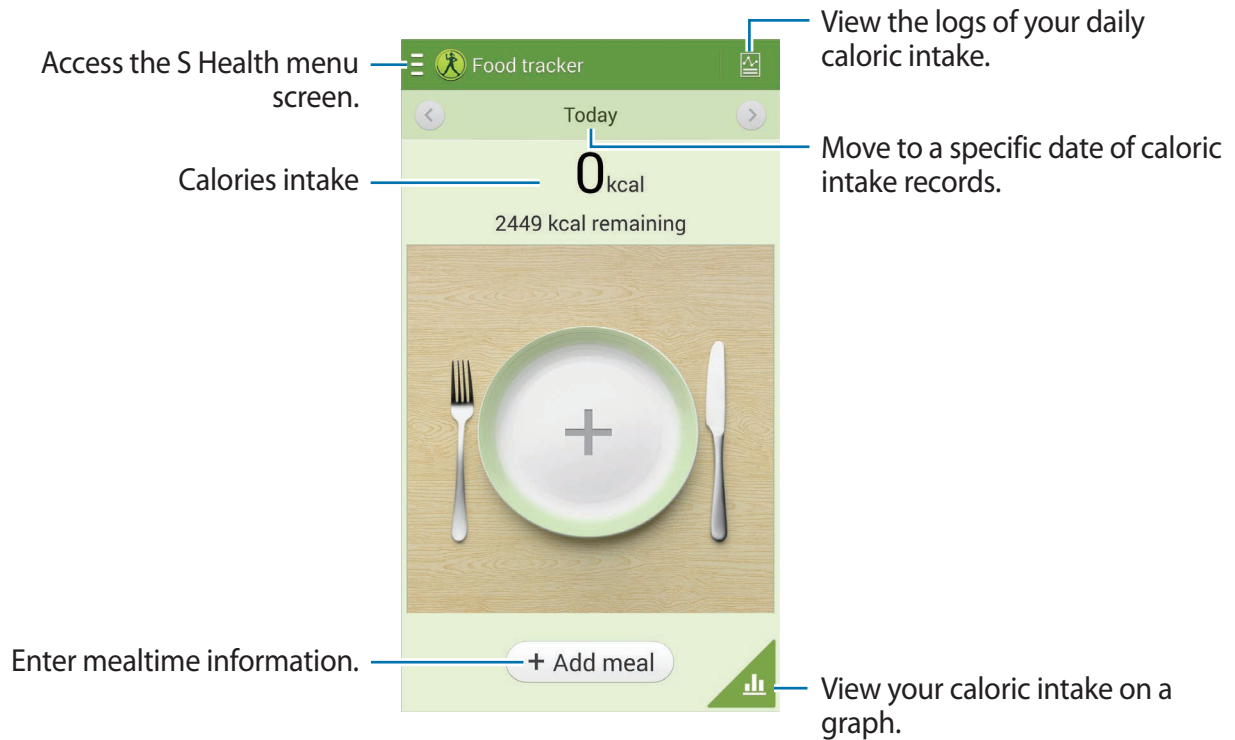 Access the S Health menu
screen.
Food tracker
View the logs of your daily
caloric intake.
Today
Move to a specific date of caloric
intake records.
Calories intake
0 kcal
2449 kcal remaining
Enter mealtime information.
+ Add meal
View your caloric intake on a
graph.